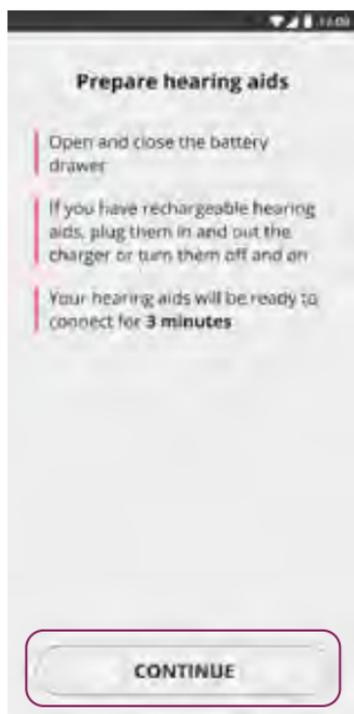 Prepare hearing aids
Open and close the battery
drawer
If you have rechargeable hearing
aids, plug them in and out the
charger or turn them off and on
Your hearing aids will be ready to
connect for 3 minutes
CONTINUE